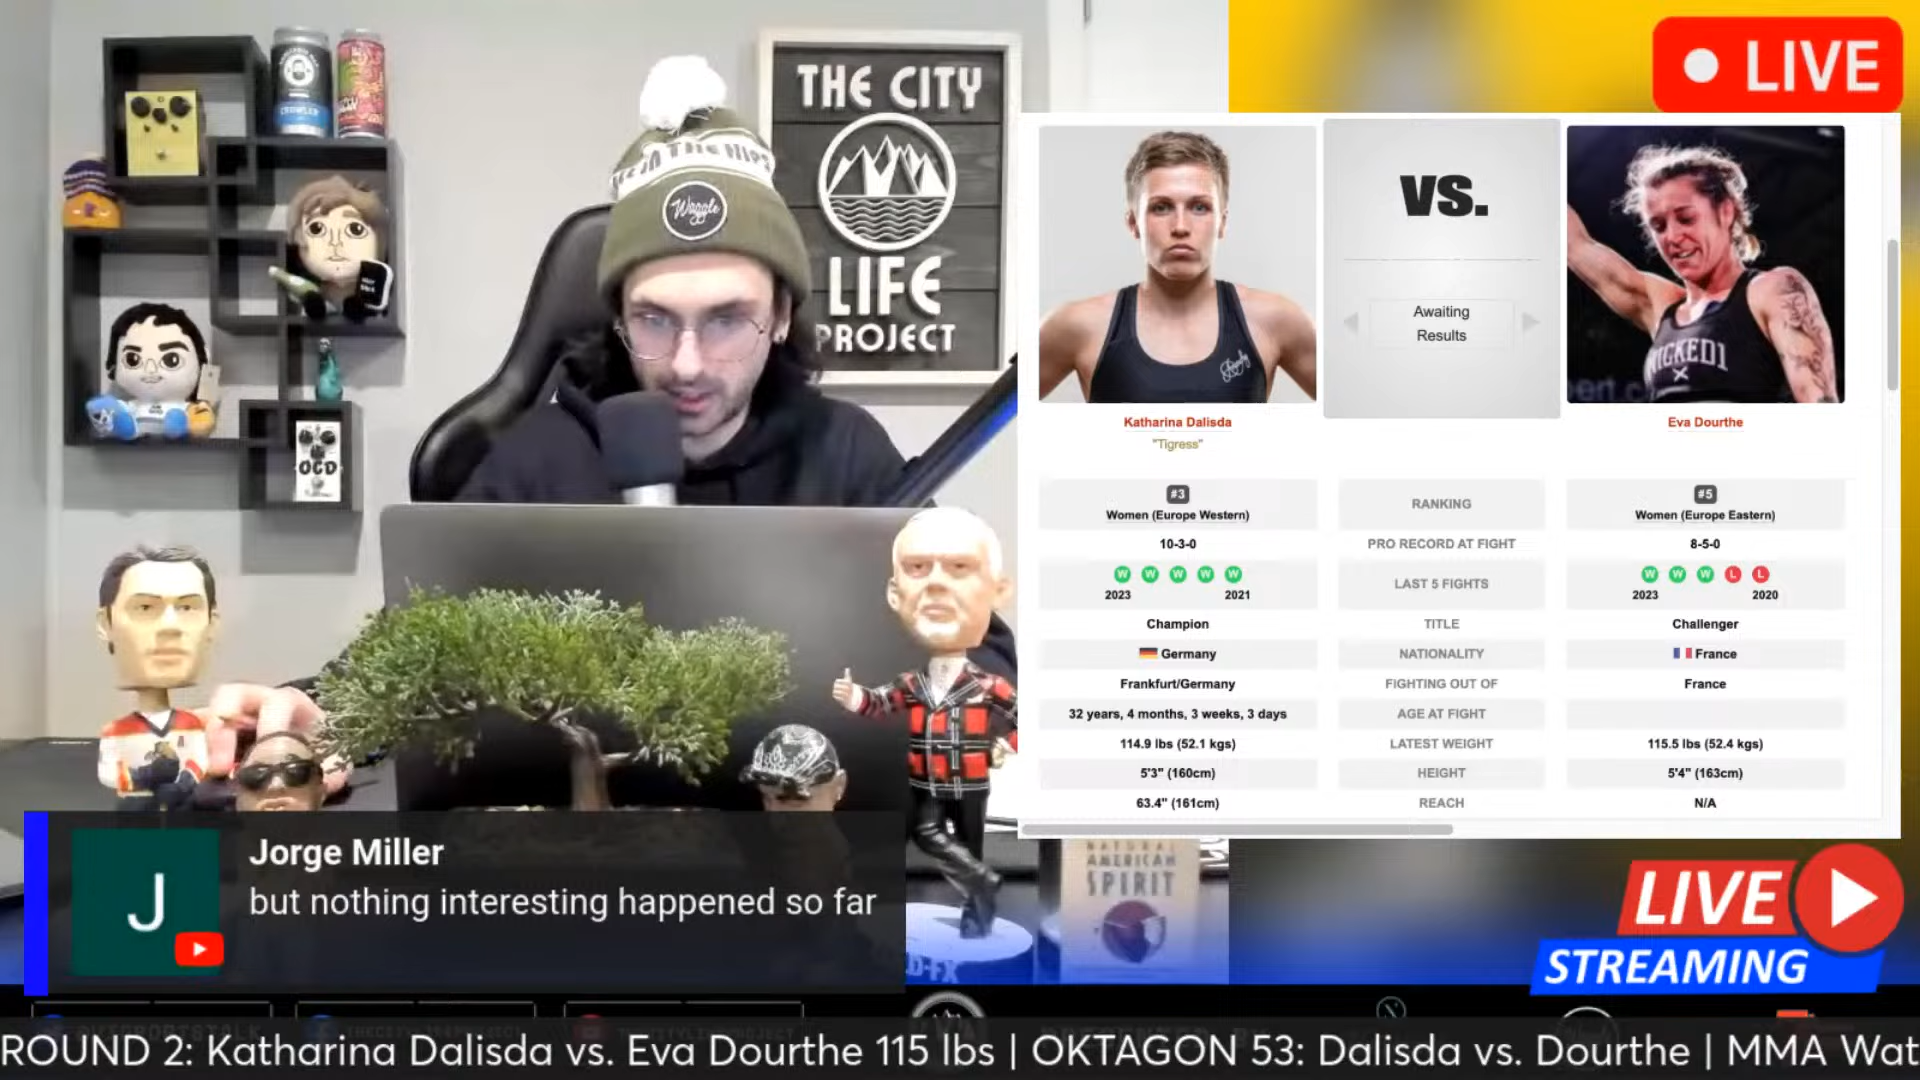 THE CITY
LIFE
PROJECT
Waggle
OCD
LIVE
VS.
Awaiting
Results
Katharina Dalisda
"Tigress"
Eva Dourthe
WICKED1
#3
Women (Europe Western)
RANKING
#5
Women (Europe Eastern)
10-3-0
PRO RECORD AT FIGHT
8-5-0
W W W W W
2023 2021
LAST 5 FIGHTS
W W W L L
2023 2020
Champion
TITLE
Challenger
Germany
NATIONALITY
France
Frankfurt/Germany
FIGHTING OUT OF
France
32 years, 4 months, 3 weeks, 3 days
AGE AT FIGHT
114.9 lbs (52.1 kgs)
LATEST WEIGHT
115.5 lbs (52.4 kgs)
5'3" (160cm)
HEIGHT
5'4" (163cm)
63.4" (161cm)
REACH
N/A
J
Jorge Miller
but nothing interesting happened so far
NATURAL
AMERICAN
SPIRIT
LIVE
STREAMING
ROUND 2: Katharina Dalisda vs. Eva Dourthe 115 lbs | OKTAGON 53: Dalisda vs. Dourthe | MMA Wat